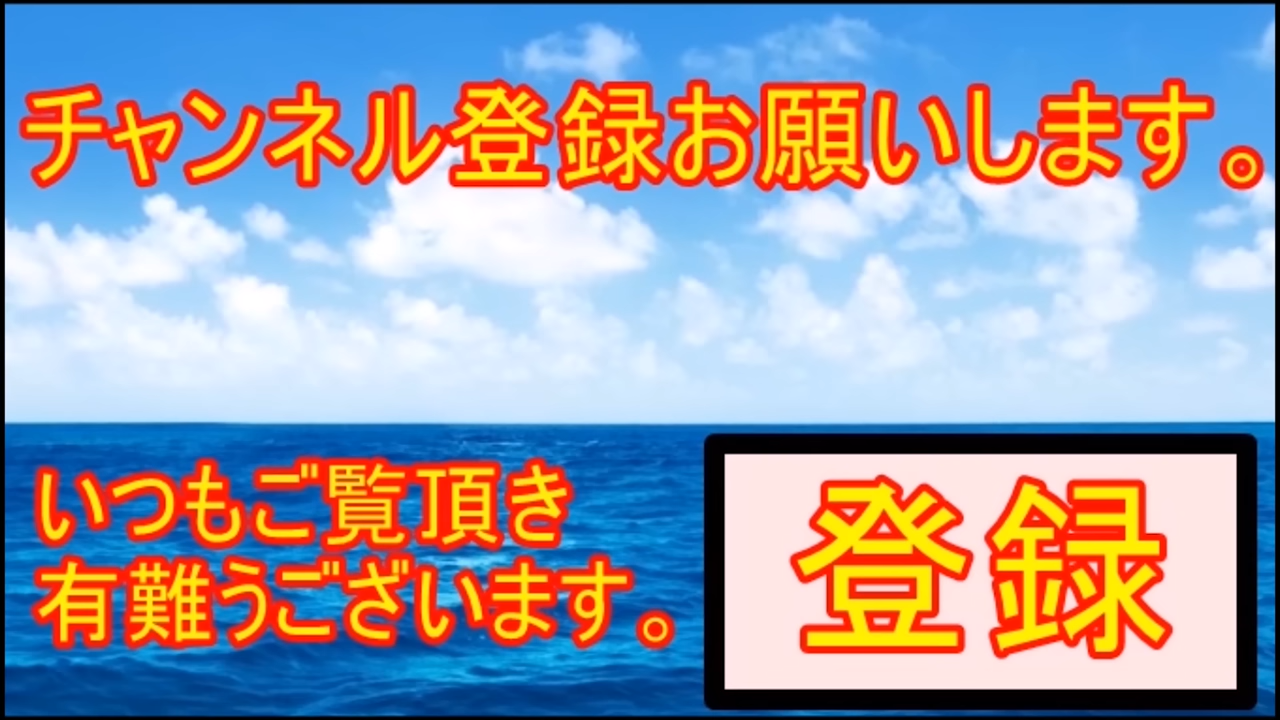 チャンネル登録お願いします。
いつもご覧頂き
有難うございます。
登録